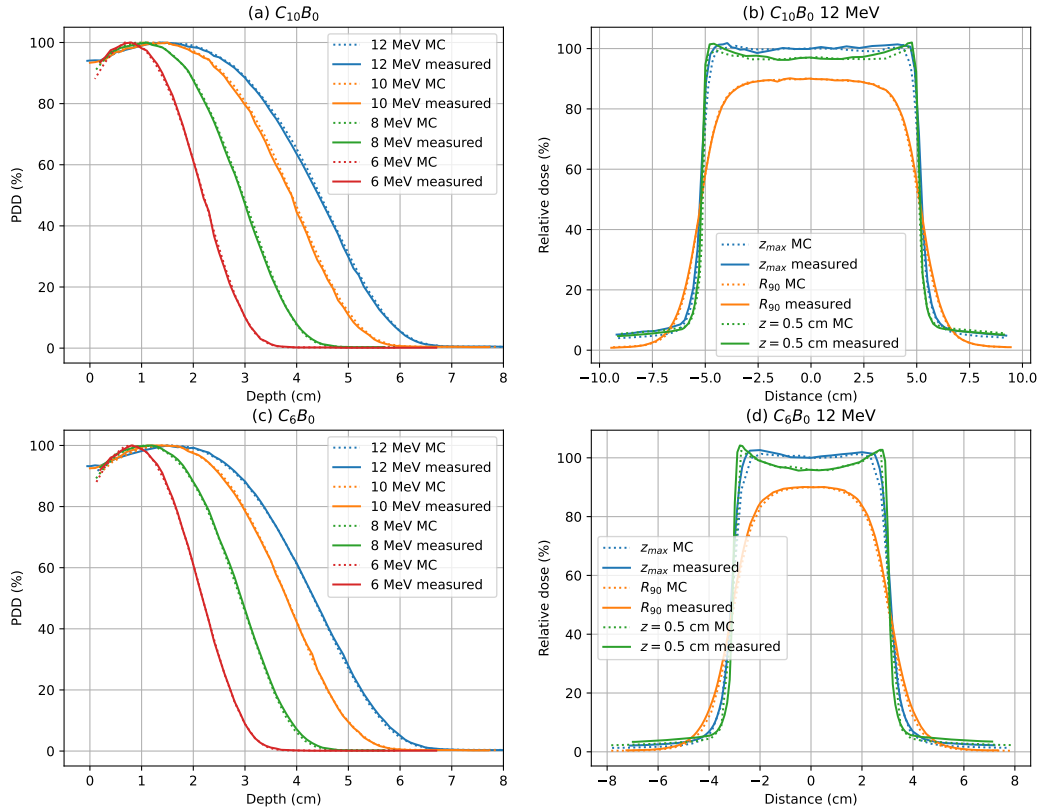 (a) C₁₀B₀
PDD (%)
100
80
60
40
20
0
0 1 2 3 4 5 6 7 8
Depth (cm)
12 MeV MC
12 MeV measured
10 MeV MC
10 MeV measured
8 MeV MC
8 MeV measured
6 MeV MC
6 MeV measured
(b) C₁₀B₀ 12 MeV
Relative dose (%)
100
80
60
40
20
0
−10.0 −7.5 −5.0 −2.5 0.0 2.5 5.0 7.5 10.0
Distance (cm)
zₘₐₓ MC
zₘₐₓ measured
R₉₀ MC
R₉₀ measured
z = 0.5 cm MC
z = 0.5 cm measured
(c) C₆B₀
PDD (%)
100
80
60
40
20
0
0 1 2 3 4 5 6 7 8
Depth (cm)
12 MeV MC
12 MeV measured
10 MeV MC
10 MeV measured
8 MeV MC
8 MeV measured
6 MeV MC
6 MeV measured
(d) C₆B₀ 12 MeV
Relative dose (%)
100
80
60
40
20
0
−8 −6 −4 −2 0 2 4 6 8
Distance (cm)
zₘₐₓ MC
zₘₐₓ measured
R₉₀ MC
R₉₀ measured
z = 0.5 cm MC
z = 0.5 cm measured